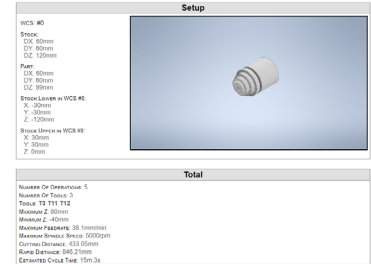 Setup
WCS: #0
STOCK:
DX: 60mm
DY: 60mm
DZ: 120mm
PART:
DX: 60mm
DY: 60mm
DZ: 89mm
STOCK LOWER IN WCS #0:
X: -30mm
Y: -30mm
Z: -120mm
STOCK UPPER IN WCS #0:
X: 30mm
Y: 30mm
Z: 0mm
Total
NUMBER OF OPERATIONS: 5
NUMBER OF TOOLS: 3
TOOLS: T3 T11 T12
MAXIMUM Z: 80mm
MINIMUM Z: -40mm
MAXIMUM FEEDRATE: 38.1mm/min
MAXIMUM SPINDLE SPEED: 5000rpm
CUTTING DISTANCE: 433.05mm
RAPID DISTANCE: 846.21mm
ESTIMATED CYCLE TIME: 15m:3s